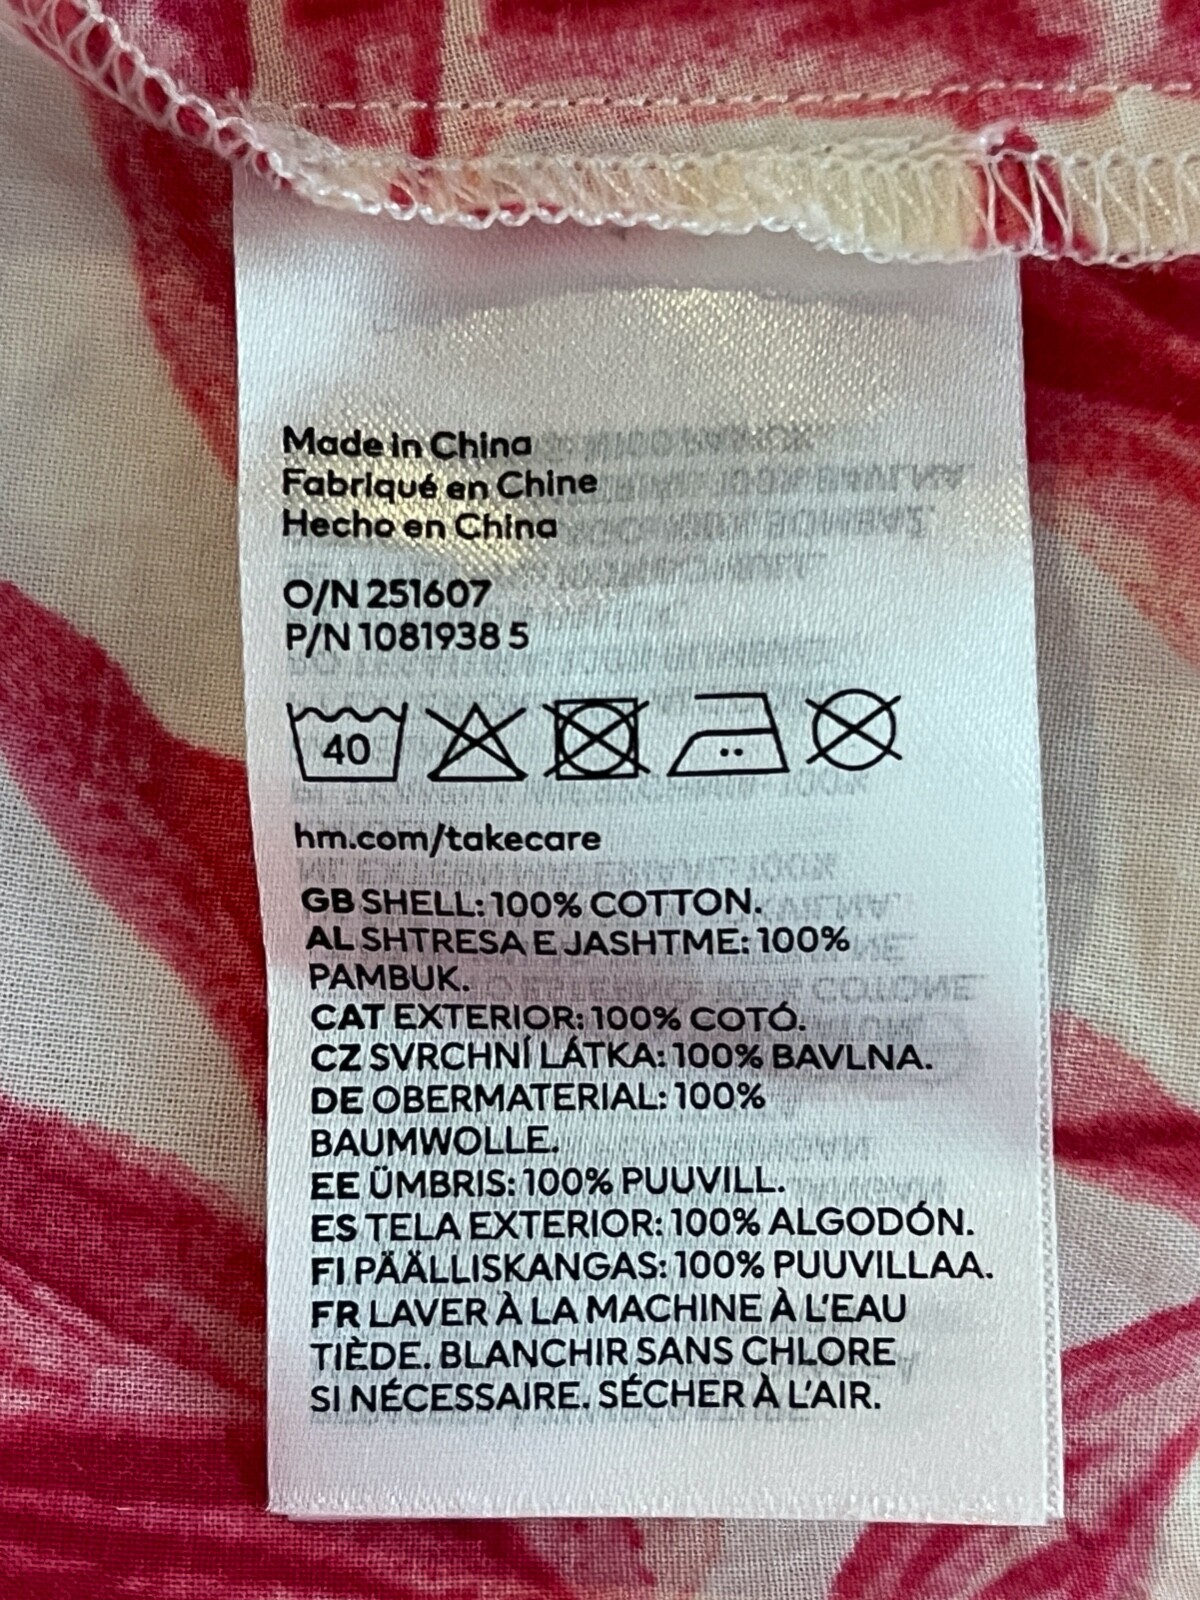 Made in China
Fabriqué en Chine
Hecho en China
O/N 251607
P/N 1081938 5
40
hm.com/takecare
GB SHELL: 100% COTTON.
AL SHTRESA E JASHTME: 100%
PAMBUK.
CAT EXTERIOR: 100% COTÓ.
CZ SVRCHNÍ LÁTKA: 100% BAVLNA.
DE OBERMATERIAL: 100%
BAUMWOLLE.
EE ÜMBRIS: 100% PUUVILL.
ES TELA EXTERIOR: 100% ALGODÓN.
FI PÄÄLLISKANGAS: 100% PUUVILLAA.
FR LAVER À LA MACHINE À L'EAU
TIÈDE. BLANCHIR SANS CHLORE
SI NÉCESSAIRE. SÉCHER À L'AIR.